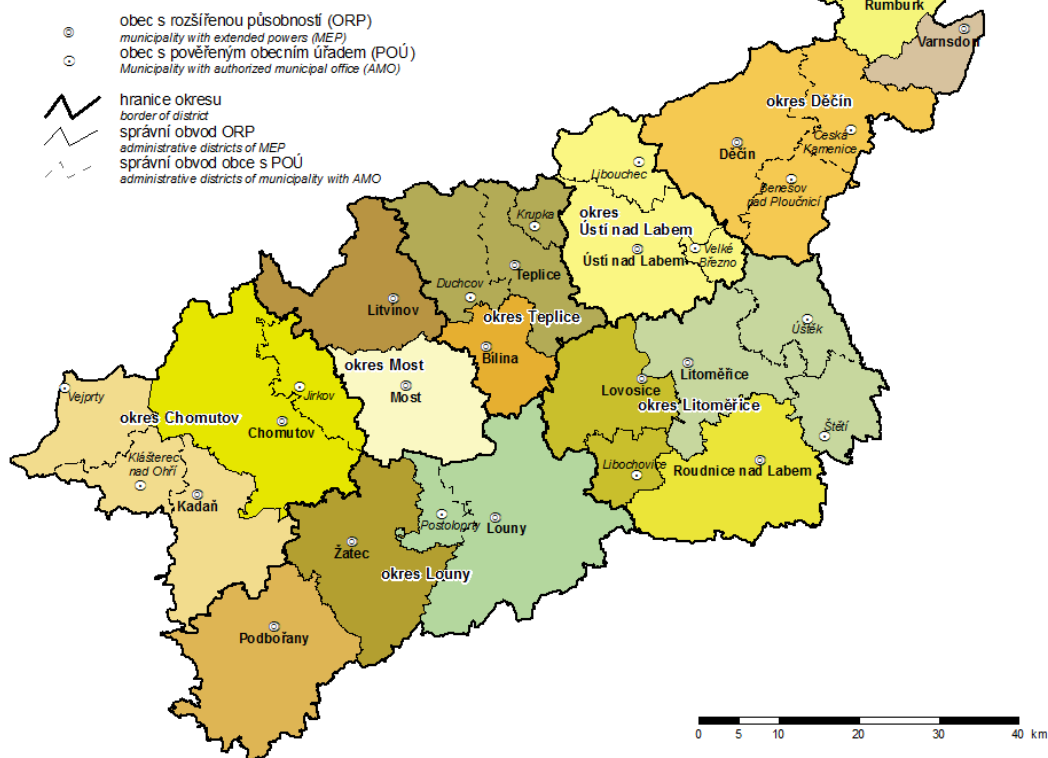 obec s rozšířenou působností (ORP)
municipality with extended powers (MEP)
obec s pověřeným obecním úřadem (POÚ)
Municipality with authorized municipal office (AMO)
hranice okresu
border of district
správní obvod ORP
administrative districts of MEP
správní obvod obce s POÚ
administrative districts of municipality with AMO
Rumburk
Varnsdorf
okres Děčín
Česká
Kamenice
Děčín
Benešov
nad Ploučnicí
Libouchec
okres
Ústí nad Labem
Krupka
Velké
Březno
Ústí nad Labem
Teplice
Duchcov
Litvínov
okres Teplice
Úštěk
Bílina
okres Most
Litoměřice
Most
Lovosice
Vejprty
Jirkov
okres Litoměřice
okres Chomutov
Chomutov
Štětí
Klášterec
nad Ohří
Libochovice
Roudnice nad Labem
Kadaň
Postoloprty
Louny
Žatec
okres Louny
Podbořany
0 5 10 20 30 40 km